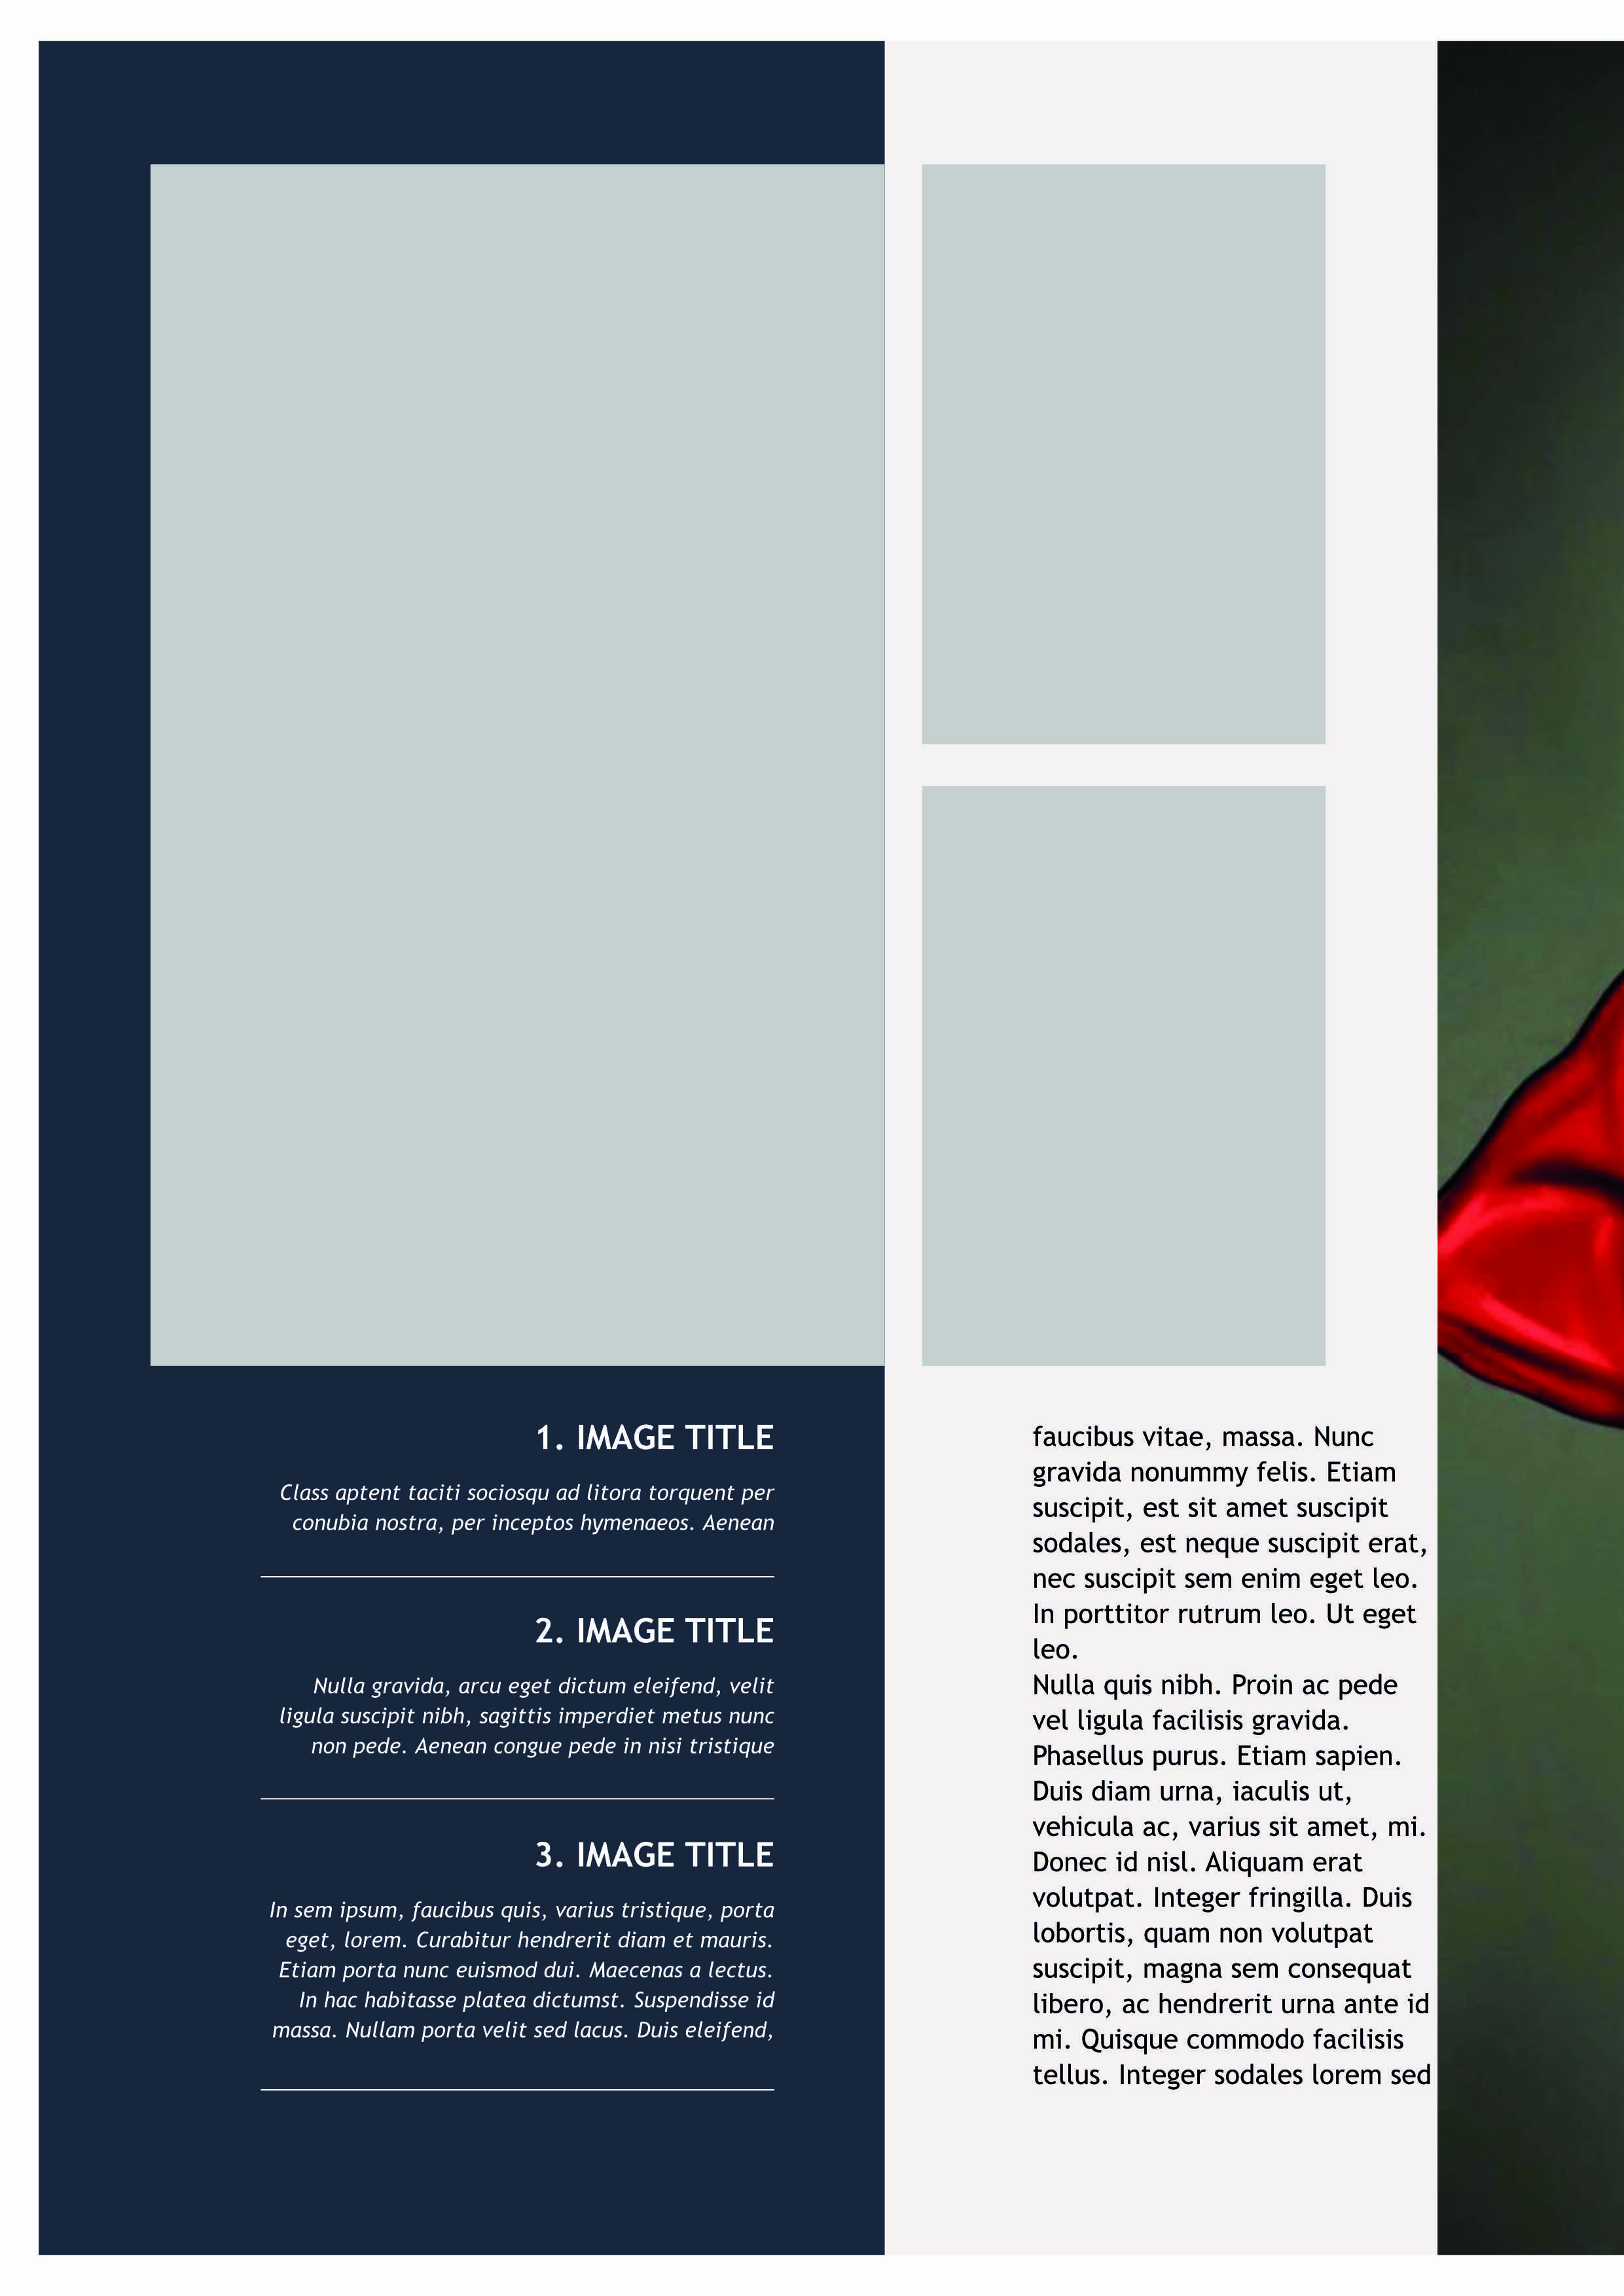 1. IMAGE TITLE
Class aptent taciti sociosqu ad litora torquent per
conubia nostra, per inceptos hymenaeos. Aenean
2. IMAGE TITLE
Nulla gravida, arcu eget dictum eleifend, velit
ligula suscipit nibh, sagittis imperdiet metus nunc
non pede. Aenean congue pede in nisi tristique
3. IMAGE TITLE
In sem ipsum, faucibus quis, varius tristique, porta
eget, lorem. Curabitur hendrerit diam et mauris.
Etiam porta nunc euismod dui. Maecenas a lectus.
In hac habitasse platea dictumst. Suspendisse id
massa. Nullam porta velit sed lacus. Duis eleifend,
faucibus vitae, massa. Nunc
gravida nonummy felis. Etiam
suscipit, est sit amet suscipit
sodales, est neque suscipit erat,
nec suscipit sem enim eget leo.
In porttitor rutrum leo. Ut eget
leo.
Nulla quis nibh. Proin ac pede
vel ligula facilisis gravida.
Phasellus purus. Etiam sapien.
Duis diam urna, iaculis ut,
vehicula ac, varius sit amet, mi.
Donec id nisl. Aliquam erat
volutpat. Integer fringilla. Duis
lobortis, quam non volutpat
suscipit, magna sem consequat
libero, ac hendrerit urna ante id
mi. Quisque commodo facilisis
tellus. Integer sodales lorem sed